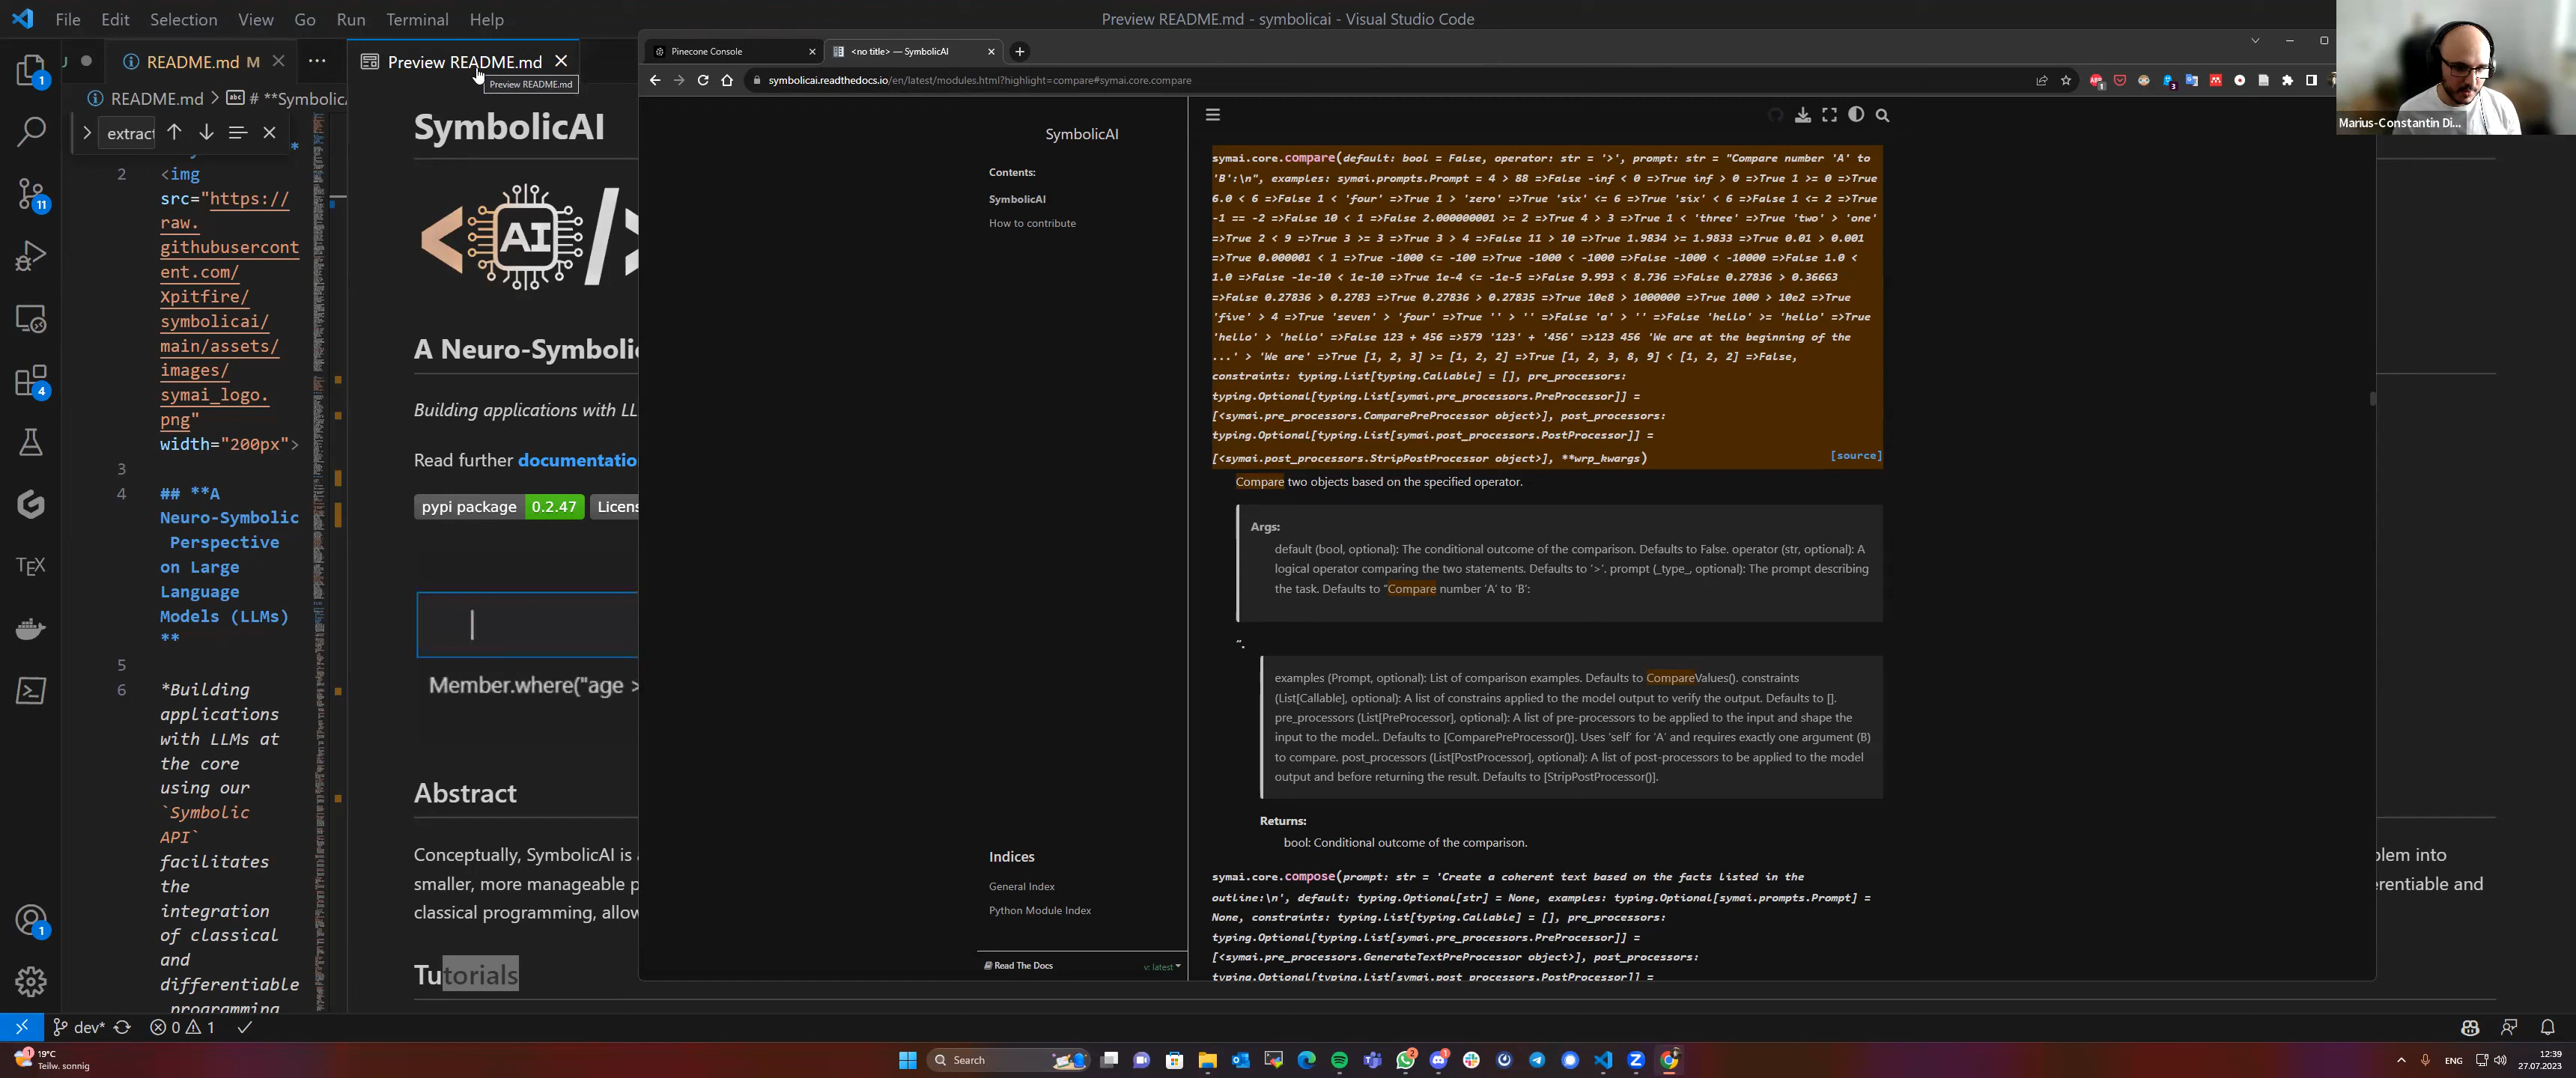 File Edit Selection View Go Run Terminal Help
Preview README.md - symbolicai - Visual Studio Code
README.md M
Preview README.md
Preview README.md
README.md > # **Symbolic
extract
*
2 <img
src="https://
raw.
githubusercont
ent.com/
Xpitfire/
symbolicai/
main/assets/
images/
symai_logo.
png"
width="200px">
3
4 ## **A
Neuro-Symbolic
Perspective
on Large
Language
Models (LLMs)
**
5
6 *Building
applications
with LLMs at
the core
using our
`Symbolic
API`
facilitates
the
integration
of classical
and
differentiable
programming
1
11
4
1
TEX
SymbolicAI
<AI/>
A Neuro-Symbolic
Building applications with LL
Read further documentatio
pypi package 0.2.47 Licens
Member.where("age >
Abstract
Conceptually, SymbolicAI is
smaller, more manageable p
classical programming, allow
Tutorials
blem into
erentiable and
Pinecone Console
<no title> — SymbolicAI
symbolicai.readthedocs.io/en/latest/modules.html?highlight=compare#symai.core.compare
SymbolicAI
Contents:
SymbolicAI
How to contribute
Indices
General Index
Python Module Index
Read The Docs v: latest
symai.core.compare(default: bool = False, operator: str = '>', prompt: str = "Compare number 'A' to
'B':\n", examples: symai.prompts.Prompt = 4 > 88 =>False -inf < 0 =>True inf > 0 =>True 1 >= 0 =>True
6.0 < 6 =>False 1 < 'four' =>True 1 > 'zero' =>True 'six' <= 6 =>True 'six' < 6 =>False 1 <= 2 =>True
-1 == -2 =>False 10 < 1 =>False 2.000000001 >= 2 =>True 4 > 3 =>True 1 < 'three' =>True 'two' > 'one'
=>True 2 < 9 =>True 3 >= 3 =>True 3 > 4 =>False 11 > 10 =>True 1.9834 >= 1.9833 =>True 0.01 > 0.001
=>True 0.000001 < 1 =>True -1000 <= -100 =>True -1000 < -1000 =>False -1000 < -10000 =>False 1.0 <
1.0 =>False -1e-10 < 1e-10 =>True 1e-4 <= -1e-5 =>False 9.993 < 8.736 =>False 0.27836 > 0.36663
=>False 0.27836 > 0.2783 =>True 0.27836 > 0.27835 =>True 10e8 > 1000000 =>True 1000 > 10e2 =>True
'five' > 4 =>True 'seven' > 'four' =>True '' > '' =>False 'a' > '' =>False 'hello' >= 'hello' =>True
'hello' > 'hello' =>False 123 + 456 =>579 '123' + '456' =>123 456 'We are at the beginning of the
...' > 'We are' =>True [1, 2, 3] >= [1, 2, 2] =>True [1, 2, 3, 8, 9] < [1, 2, 2] =>False,
constraints: typing.List[typing.Callable] = [], pre_processors:
typing.Optional[typing.List[symai.pre_processors.PreProcessor]] =
[<symai.pre_processors.ComparePreProcessor object>], post_processors:
typing.Optional[typing.List[symai.post_processors.PostProcessor]] =
[<symai.post_processors.StripPostProcessor object>], **wrp_kwargs) [source]
Compare two objects based on the specified operator.
Args:
default (bool, optional): The conditional outcome of the comparison. Defaults to False. operator (str, optional): A
logical operator comparing the two statements. Defaults to '>'. prompt (_type_, optional): The prompt describing
the task. Defaults to "Compare number 'A' to 'B':
".
examples (Prompt, optional): List of comparison examples. Defaults to CompareValues(). constraints
(List[Callable], optional): A list of constrains applied to the model output to verify the output. Defaults to [].
pre_processors (List[PreProcessor], optional): A list of pre-processors to be applied to the input and shape the
input to the model.. Defaults to [ComparePreProcessor()]. Uses 'self' for 'A' and requires exactly one argument (B)
to compare. post_processors (List[PostProcessor], optional): A list of post-processors to be applied to the model
output and before returning the result. Defaults to [StripPostProcessor()].
Returns:
bool: Conditional outcome of the comparison.
symai.core.compose(prompt: str = 'Create a coherent text based on the facts listed in the
outline:\n', default: typing.Optional[str] = None, examples: typing.Optional[symai.prompts.Prompt] =
None, constraints: typing.List[typing.Callable] = [], pre_processors:
typing.Optional[typing.List[symai.pre_processors.PreProcessor]] =
[<symai.pre_processors.GenerateTextPreProcessor object>], post_processors:
typing.Optional[typing.List[symai.post_processors.PostProcessor]] =
Marius-Constantin Di...
dev* 0 1
19°C
Teilw. sonnig
Search
ENG
12:39
27.07.2023